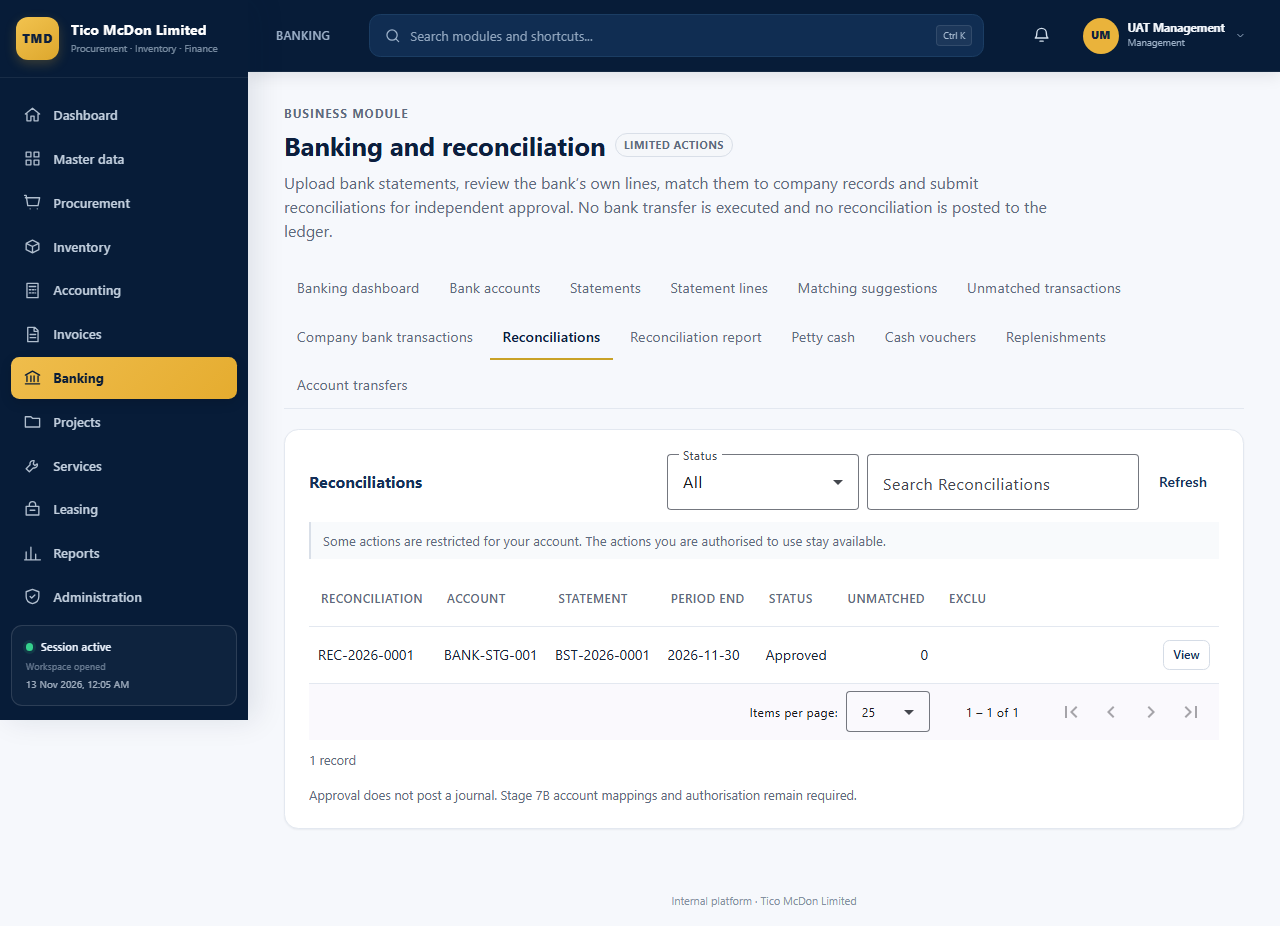 TMD
Tico McDon Limited
Procurement · Inventory · Finance
BANKING
Search modules and shortcuts...
Ctrl K
UM
UAT Management
Management
Dashboard
Master data
Procurement
Inventory
Accounting
Invoices
Banking
Projects
Services
Leasing
Reports
Administration
Session active
Workspace opened
13 Nov 2026, 12:05 AM
BUSINESS MODULE
Banking and reconciliation
LIMITED ACTIONS
Upload bank statements, review the bank’s own lines, match them to company records and submit
reconciliations for independent approval. No bank transfer is executed and no reconciliation is posted to the
ledger.
Banking dashboard Bank accounts Statements Statement lines Matching suggestions Unmatched transactions
Company bank transactions Reconciliations Reconciliation report Petty cash Cash vouchers Replenishments
Account transfers
Reconciliations
Status
All
Search Reconciliations
Refresh
Some actions are restricted for your account. The actions you are authorised to use stay available.
RECONCILIATION ACCOUNT STATEMENT PERIOD END STATUS UNMATCHED EXCLU
REC-2026-0001 BANK-STG-001 BST-2026-0001 2026-11-30 Approved 0 View
Items per page: 25 1 – 1 of 1
1 record
Approval does not post a journal. Stage 7B account mappings and authorisation remain required.
Internal platform · Tico McDon Limited